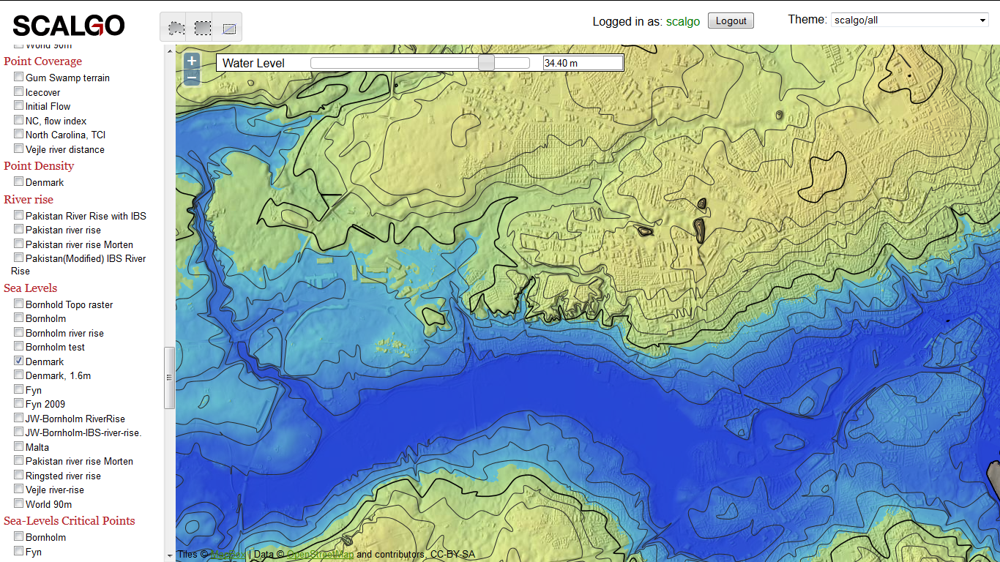 SCALGO
Logged in as: scalgo
Logout
Theme:
scalgo/all
World 90m
Point Coverage
Gum Swamp terrain
Icecover
Initial Flow
NC, flow index
North Carolina, TCI
Vejle river distance
Point Density
Denmark
River rise
Pakistan River Rise with IBS
Pakistan river rise
Pakistan river rise Morten
Pakistan(Modified) IBS River
Rise
Sea Levels
Bornhold Topo raster
Bornholm
Bornholm river rise
Bornholm test
Denmark
Denmark, 1.6m
Fyn
Fyn 2009
JW-Bornholm RiverRise
JW-Bornholm-IBS-river-rise.
Malta
Pakistan river rise Morten
Ringsted river rise
Vejle river-rise
World 90m
Sea-Levels Critical Points
Bornholm
Fyn
+
−
Water Level
34.40 m
Tiles © MapBox | Data © OpenStreetMap and contributors, CC-BY-SA